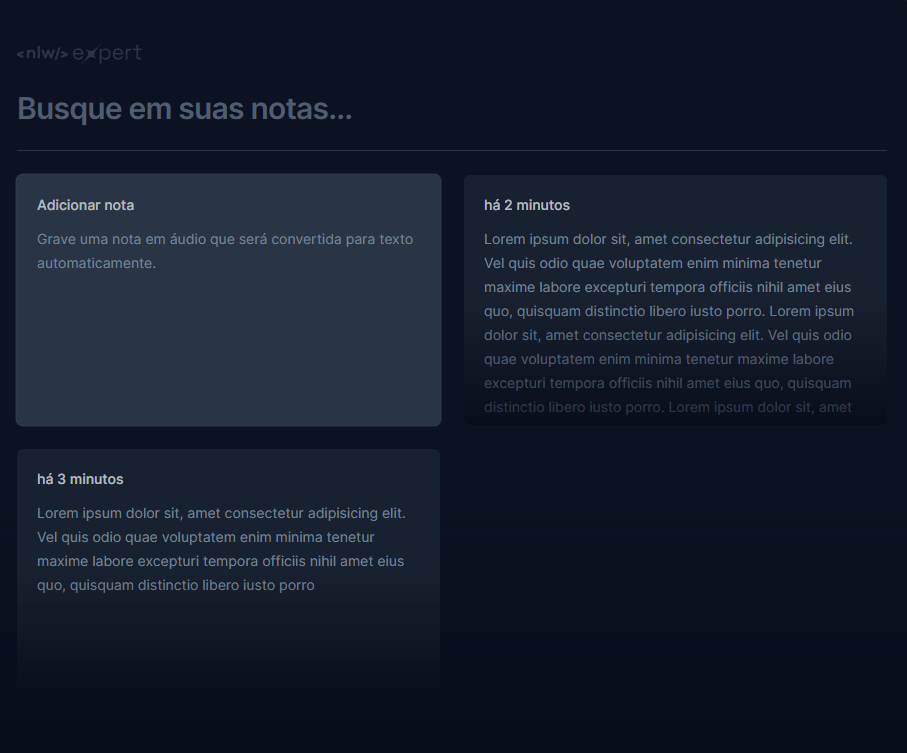 <nlw/> expert
Busque em suas notas...
Adicionar nota
Grave uma nota em áudio que será convertida para texto
automaticamente.
há 2 minutos
Lorem ipsum dolor sit, amet consectetur adipisicing elit.
Vel quis odio quae voluptatem enim minima tenetur
maxime labore excepturi tempora officiis nihil amet eius
quo, quisquam distinctio libero iusto porro. Lorem ipsum
dolor sit, amet consectetur adipisicing elit. Vel quis odio
quae voluptatem enim minima tenetur maxime labore
excepturi tempora officiis nihil amet eius quo, quisquam
distinctio libero iusto porro. Lorem ipsum dolor sit, amet
há 3 minutos
Lorem ipsum dolor sit, amet consectetur adipisicing elit.
Vel quis odio quae voluptatem enim minima tenetur
maxime labore excepturi tempora officiis nihil amet eius
quo, quisquam distinctio libero iusto porro